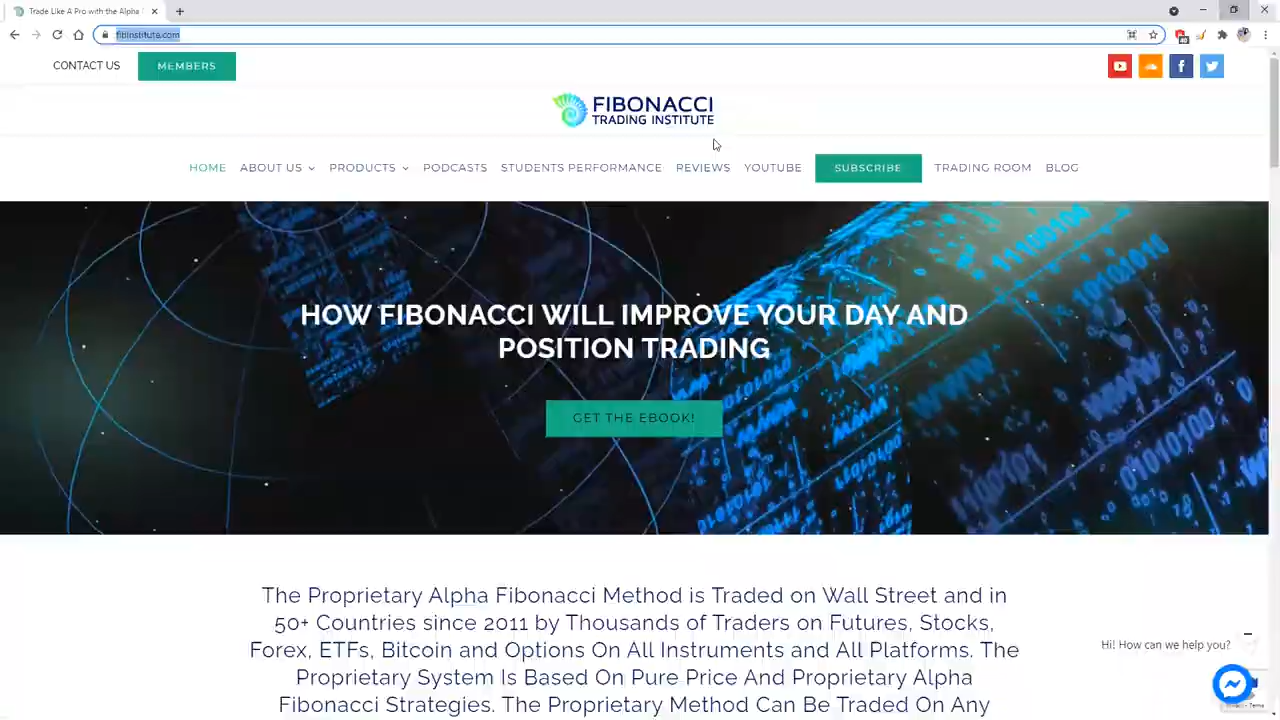 Trade Like A Pro with the Alpha
fibinstitute.com
CONTACT US
MEMBERS
FIBONACCI
TRADING INSTITUTE
HOME
ABOUT US
PRODUCTS
PODCASTS
STUDENTS PERFORMANCE
REVIEWS
YOUTUBE
SUBSCRIBE
TRADING ROOM
BLOG
HOW FIBONACCI WILL IMPROVE YOUR DAY AND
POSITION TRADING
GET THE EBOOK!
The Proprietary Alpha Fibonacci Method is Traded on Wall Street and in
50+ Countries since 2011 by Thousands of Traders on Futures, Stocks,
Forex, ETFs, Bitcoin and Options On All Instruments and All Platforms. The
Proprietary System Is Based On Pure Price And Proprietary Alpha
Fibonacci Strategies. The Proprietary Method Can Be Traded On Any
Hi! How can we help you?